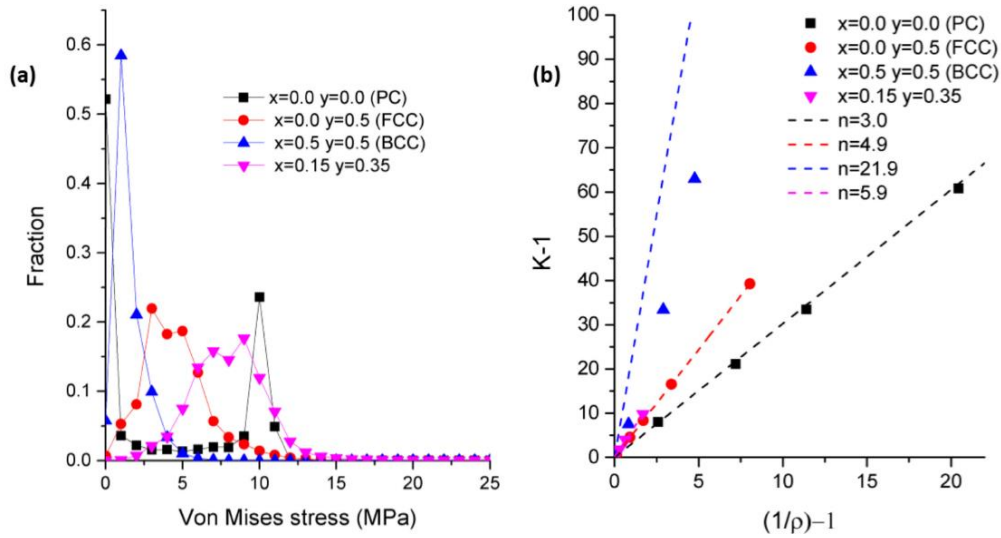 (a)
0.6
0.5
0.4
0.3
0.2
0.1
0.0
Fraction
x=0.0 y=0.0 (PC)
x=0.0 y=0.5 (FCC)
x=0.5 y=0.5 (BCC)
x=0.15 y=0.35
0 5 10 15 20 25
Von Mises stress (MPa)
(b)
100
90
80
70
60
50
40
30
20
10
0
K-1
x=0.0 y=0.0 (PC)
x=0.0 y=0.5 (FCC)
x=0.5 y=0.5 (BCC)
x=0.15 y=0.35
n=3.0
n=4.9
n=21.9
n=5.9
0 5 10 15 20
(1/ρ)−1